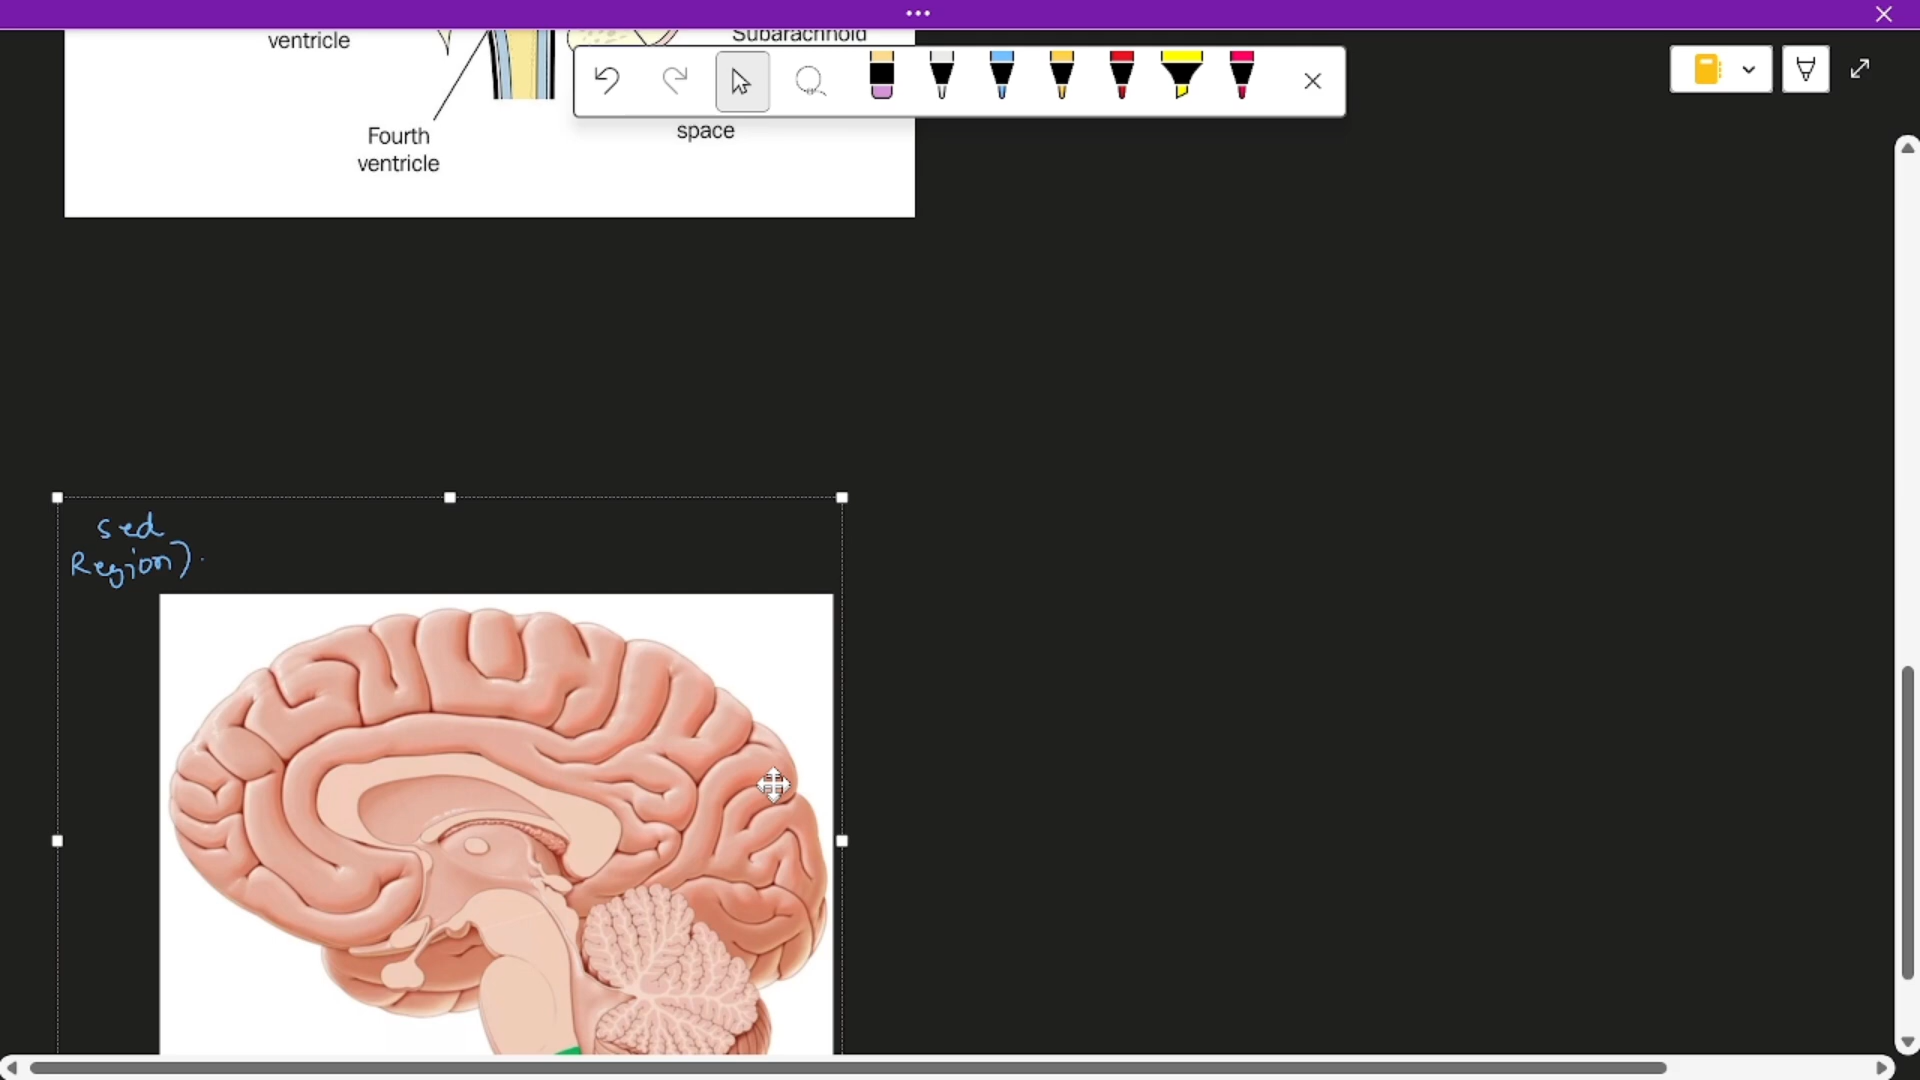 ventricle
Subarachnoid
Fourth
ventricle
space
sed
Region).